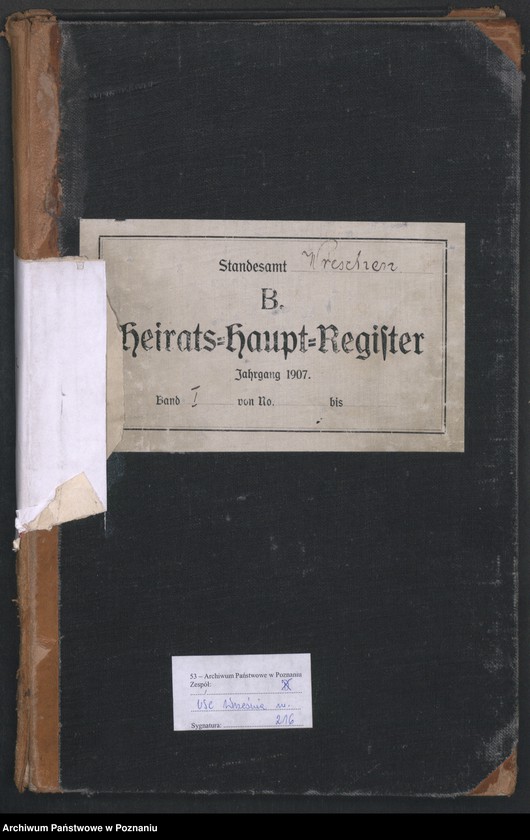 Standesamt Wreschen
B.
Heirats=Haupt=Regiſter
Jahrgang 1907.
Band I von No. bis
53 – Archiwum Państwowe w Poznaniu
Zespół:
USC Września m.
Sygnatura: 216
Archiwum Państwowe w Poznaniu